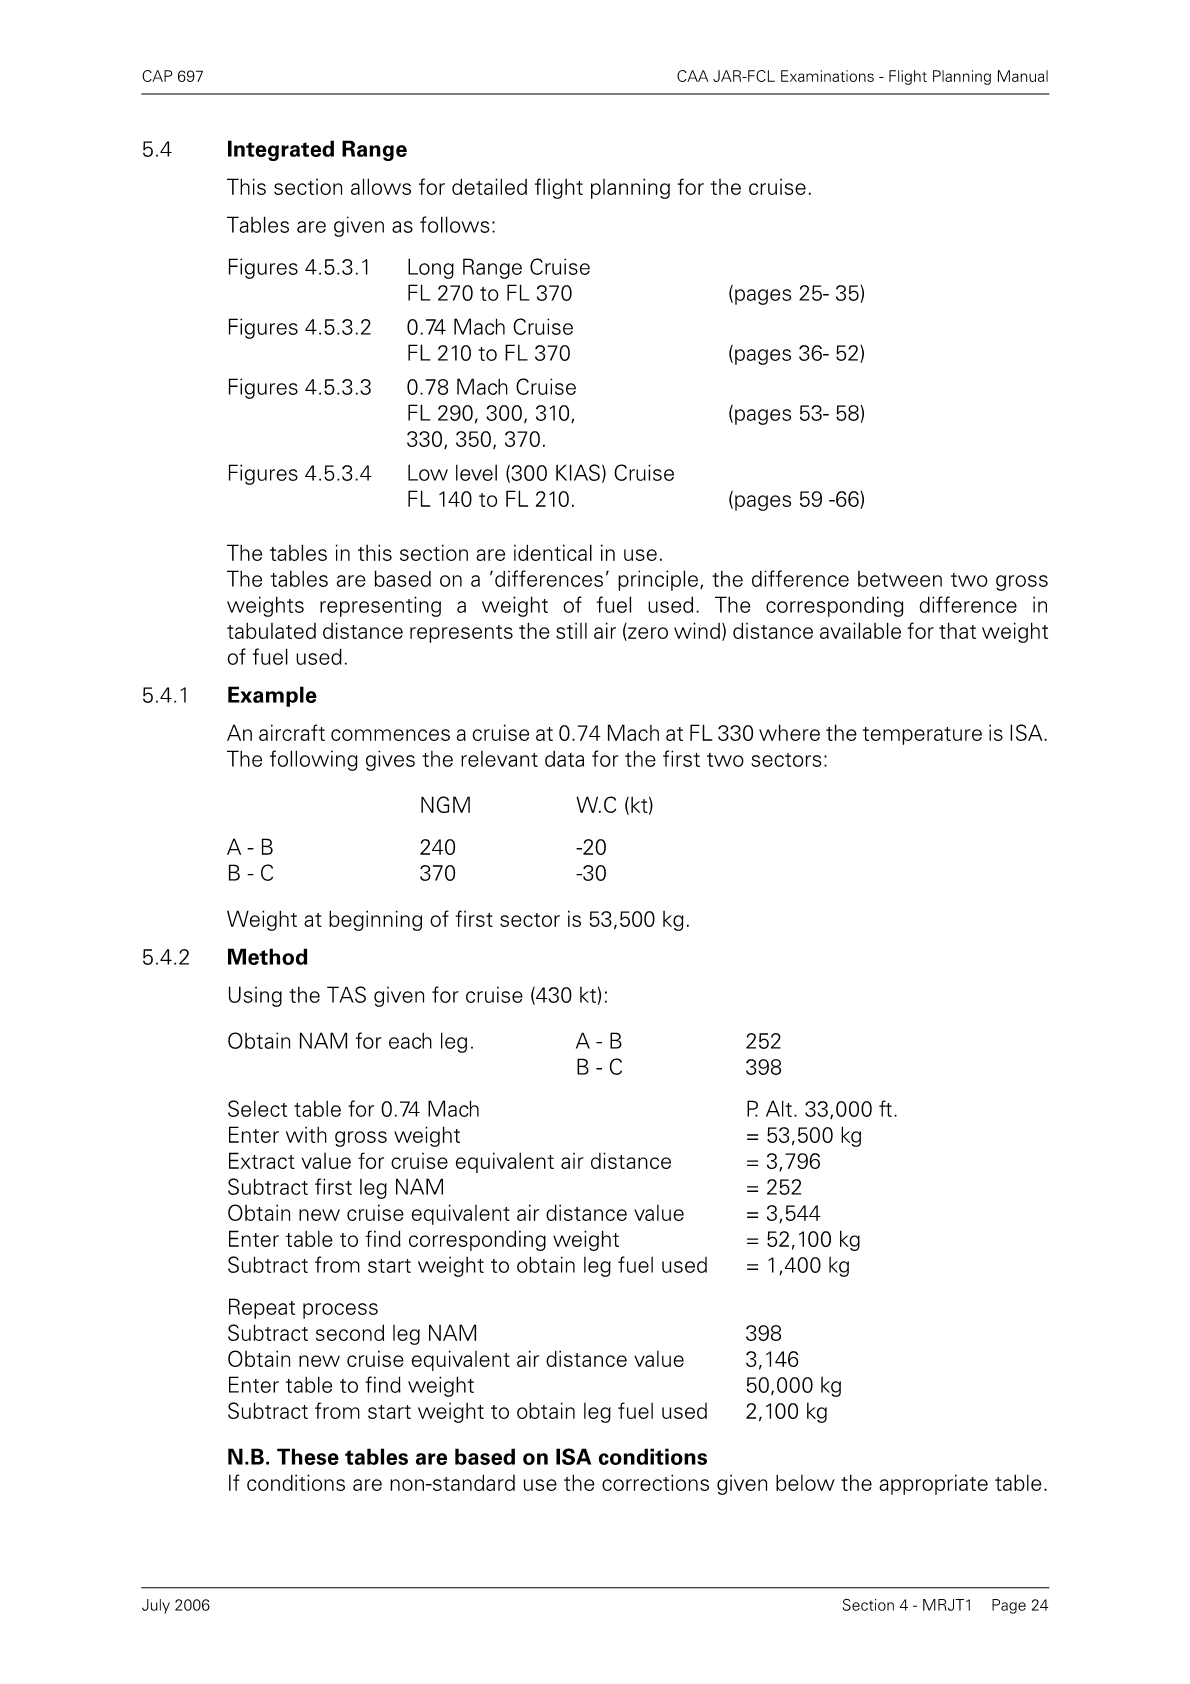 CAP 697 CAA JAR-FCL Examinations - Flight Planning Manual
5.4 Integrated Range
This section allows for detailed flight planning for the cruise.
Tables are given as follows:
Figures 4.5.3.1 Long Range Cruise
FL 270 to FL 370 (pages 25- 35)
Figures 4.5.3.2 0.74 Mach Cruise
FL 210 to FL 370 (pages 36- 52)
Figures 4.5.3.3 0.78 Mach Cruise
FL 290, 300, 310, (pages 53- 58)
330, 350, 370.
Figures 4.5.3.4 Low level (300 KIAS) Cruise
FL 140 to FL 210. (pages 59 -66)
The tables in this section are identical in use.
The tables are based on a 'differences' principle, the difference between two gross
weights representing a weight of fuel used. The corresponding difference in
tabulated distance represents the still air (zero wind) distance available for that weight
of fuel used.
5.4.1 Example
An aircraft commences a cruise at 0.74 Mach at FL 330 where the temperature is ISA.
The following gives the relevant data for the first two sectors:
NGM W.C (kt)
A - B 240 -20
B - C 370 -30
Weight at beginning of first sector is 53,500 kg.
5.4.2 Method
Using the TAS given for cruise (430 kt):
Obtain NAM for each leg. A - B 252
B - C 398
Select table for 0.74 Mach P. Alt. 33,000 ft.
Enter with gross weight = 53,500 kg
Extract value for cruise equivalent air distance = 3,796
Subtract first leg NAM = 252
Obtain new cruise equivalent air distance value = 3,544
Enter table to find corresponding weight = 52,100 kg
Subtract from start weight to obtain leg fuel used = 1,400 kg
Repeat process
Subtract second leg NAM 398
Obtain new cruise equivalent air distance value 3,146
Enter table to find weight 50,000 kg
Subtract from start weight to obtain leg fuel used 2,100 kg
N.B. These tables are based on ISA conditions
If conditions are non-standard use the corrections given below the appropriate table.
July 2006 Section 4 - MRJT1 Page 24